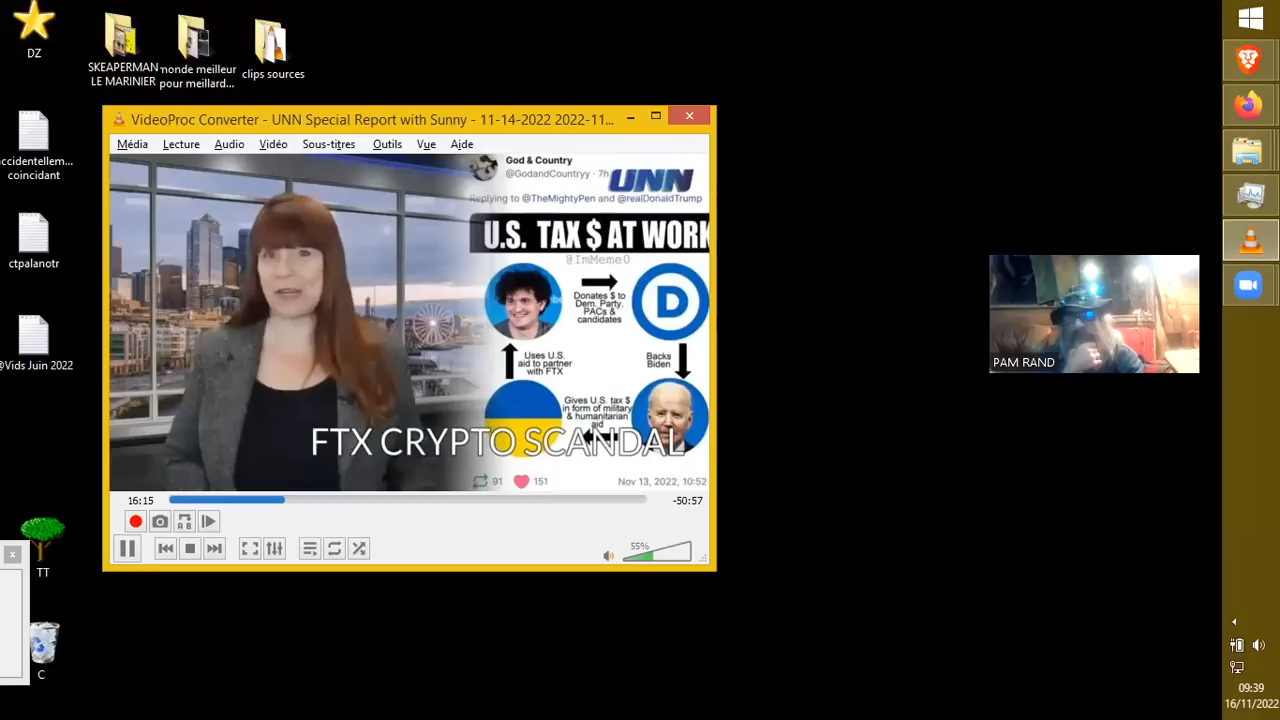 DZ
SKEAPERMAN
LE MARINIER
monde meilleur
pour meillard...
clips sources
accidentellem...
coincidant
ctpalanotr
@Vids Juin 2022
TT
x
C
VideoProc Converter - UNN Special Report with Sunny - 11-14-2022 2022-11...
Média Lecture Audio Vidéo Sous-titres Outils Vue Aide
God & Country
@GodandCountryy · 7h
UNN
Replying to @TheMightyPen and @realDonaldTrump
U.S. TAX $ AT WORK
@ImMeme0
Donates $ to
Dem. Party,
PACs &
candidates
D
Uses U.S.
aid to partner
with FTX
Backs
Biden
Gives U.S. tax $
in form of military
& humanitarian
aid
FTX CRYPTO SCANDAL
91 151 Nov 13, 2022, 10:52
16:15 -50:57
A B
55%
PAM RAND
09:39
16/11/2022